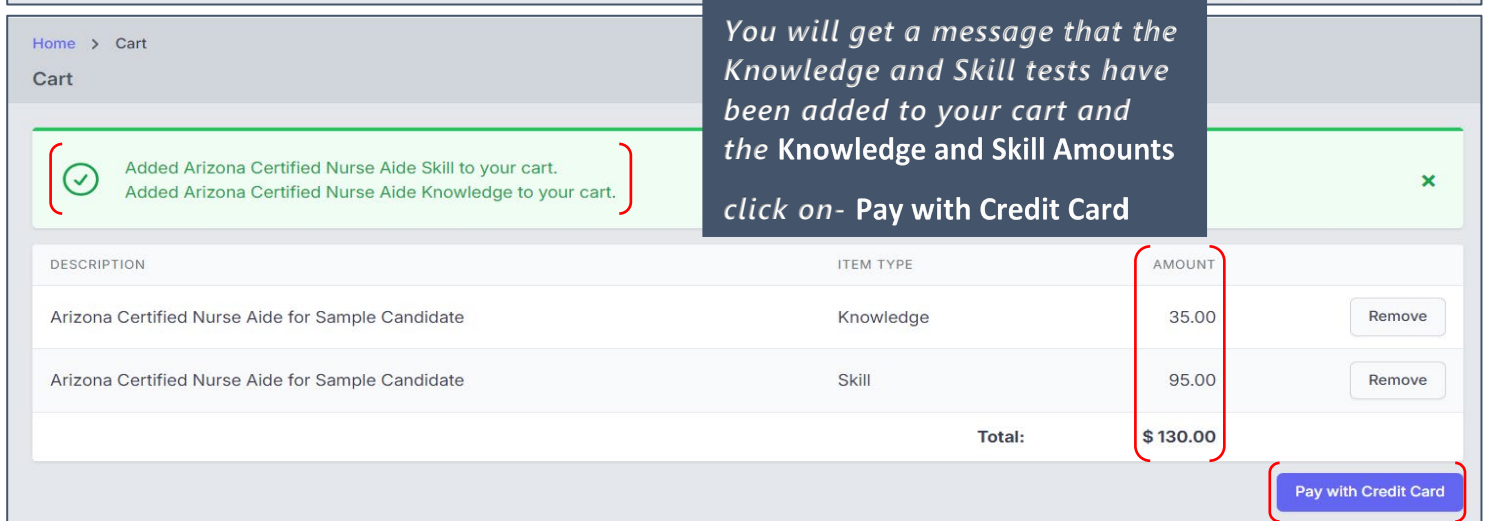 Home > Cart
Cart
You will get a message that the
Knowledge and Skill tests have
been added to your cart and
the Knowledge and Skill Amounts
click on- Pay with Credit Card
Added Arizona Certified Nurse Aide Skill to your cart.
Added Arizona Certified Nurse Aide Knowledge to your cart.
DESCRIPTION ITEM TYPE AMOUNT
Arizona Certified Nurse Aide for Sample Candidate Knowledge 35.00 Remove
Arizona Certified Nurse Aide for Sample Candidate Skill 95.00 Remove
Total: $ 130.00
Pay with Credit Card